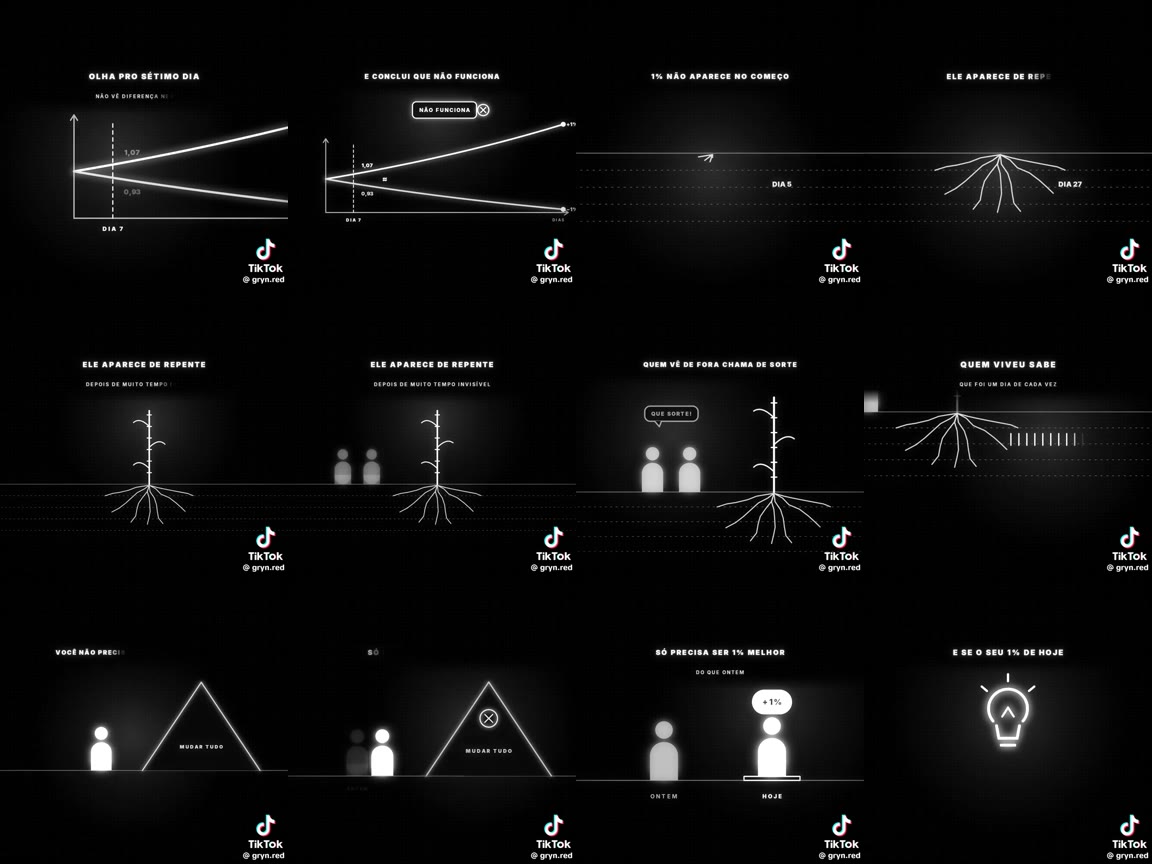 OLHA PRO SÉTIMO DIA
NÃO VÊ DIFERENÇA
1,07
0,93
DIA 7
TikTok
@ gryn.red
E CONCLUI QUE NÃO FUNCIONA
NÃO FUNCIONA
1,07
=
0,93
DIA 7
DIAS
TikTok
@ gryn.red
1% NÃO APARECE NO COMEÇO
DIA 5
TikTok
@ gryn.red
ELE APARECE DE REPE
DIA 27
TikTok
@ gryn.red
ELE APARECE DE REPENTE
DEPOIS DE MUITO TEMPO
TikTok
@ gryn.red
ELE APARECE DE REPENTE
DEPOIS DE MUITO TEMPO INVISÍVEL
TikTok
@ gryn.red
QUEM VÊ DE FORA CHAMA DE SORTE
QUE SORTE!
TikTok
@ gryn.red
QUEM VIVEU SABE
QUE FOI UM DIA DE CADA VEZ
TikTok
@ gryn.red
VOCÊ NÃO PRECI
MUDAR TUDO
TikTok
@ gryn.red
SÓ
MUDAR TUDO
TikTok
@ gryn.red
SÓ PRECISA SER 1% MELHOR
DO QUE ONTEM
+1%
ONTEM
HOJE
TikTok
@ gryn.red
E SE O SEU 1% DE HOJE
TikTok
@ gryn.red